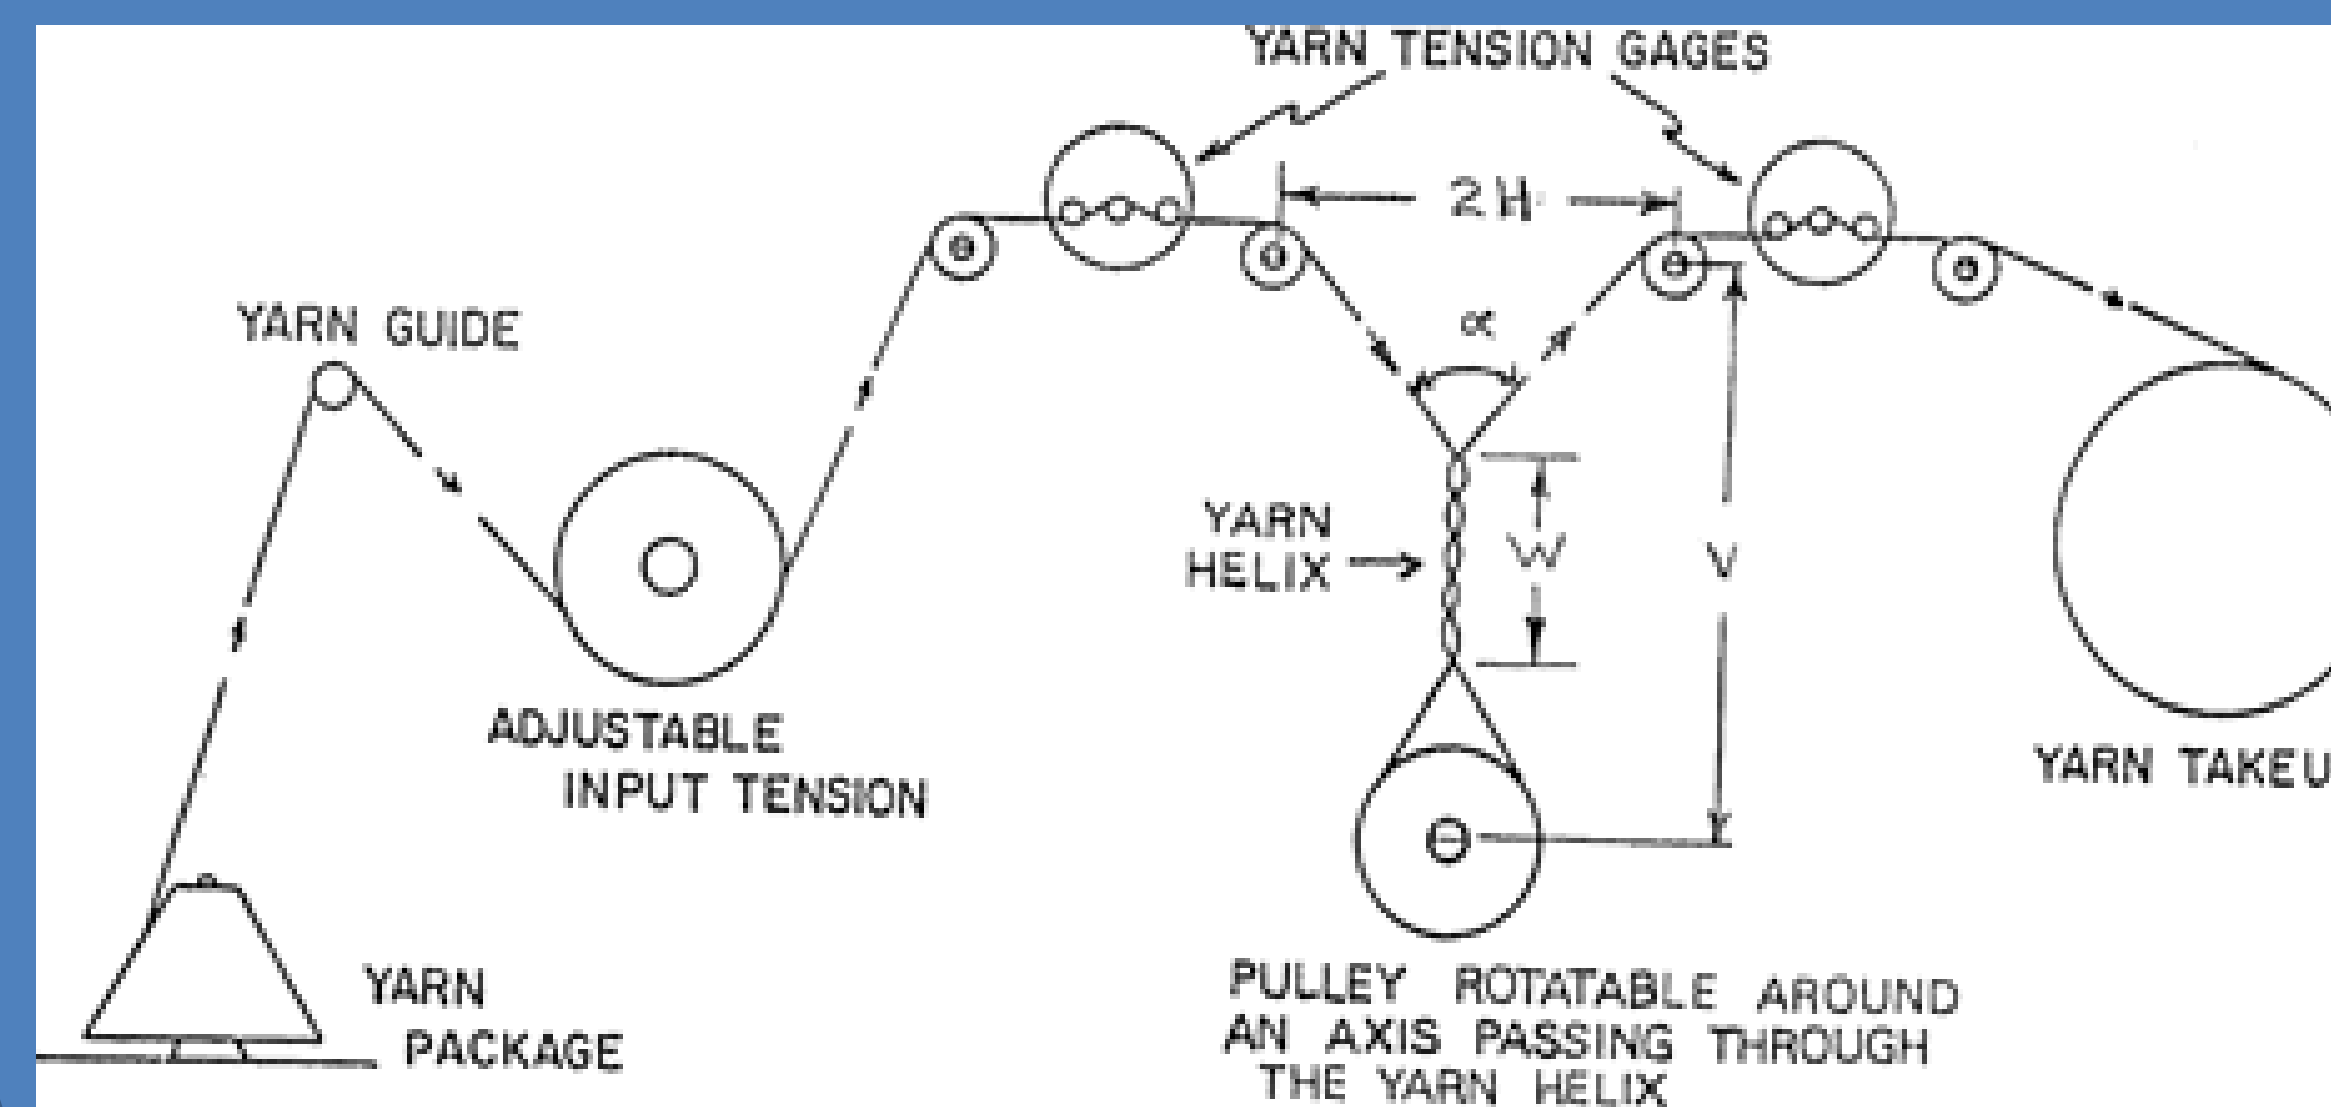 YARN TENSION GAGES
2H
YARN GUIDE
α
YARN
HELIX
W
V
ADJUSTABLE
INPUT TENSION
YARN TAKEU
YARN
PACKAGE
PULLEY ROTATABLE AROUND
AN AXIS PASSING THROUGH
THE YARN HELIX